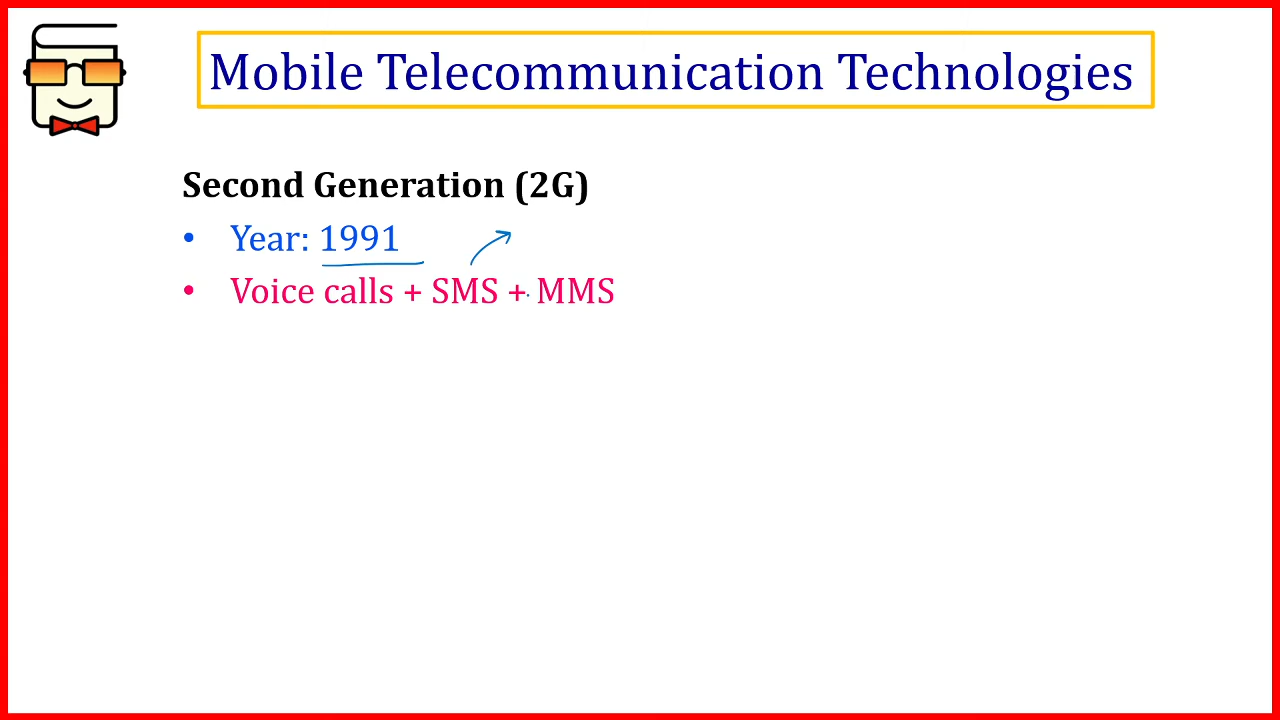 Mobile Telecommunication Technologies
Second Generation (2G)
• Year: 1991
• Voice calls + SMS + MMS